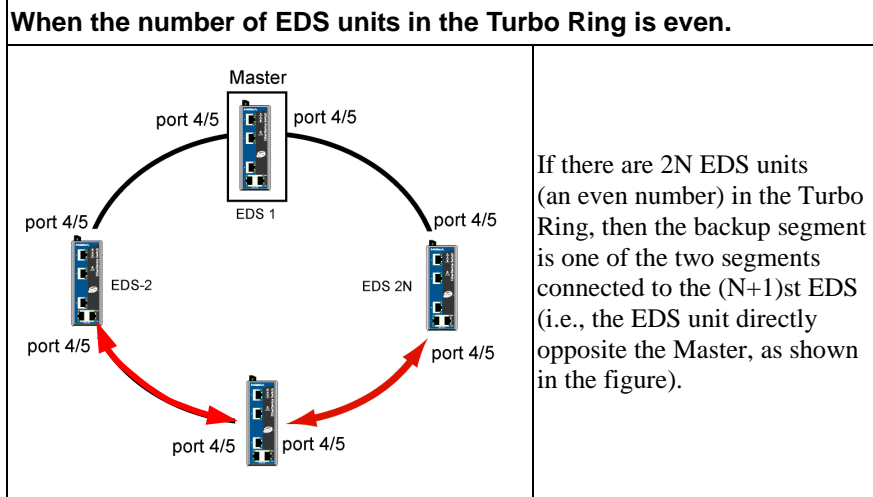 When the number of EDS units in the Turbo Ring is even.
Master
port 4/5
port 4/5
EDS 1
port 4/5
port 4/5
EDS-2
EDS 2N
port 4/5
port 4/5
port 4/5
port 4/5
If there are 2N EDS units
(an even number) in the Turbo
Ring, then the backup segment
is one of the two segments
connected to the (N+1)st EDS
(i.e., the EDS unit directly
opposite the Master, as shown
in the figure).